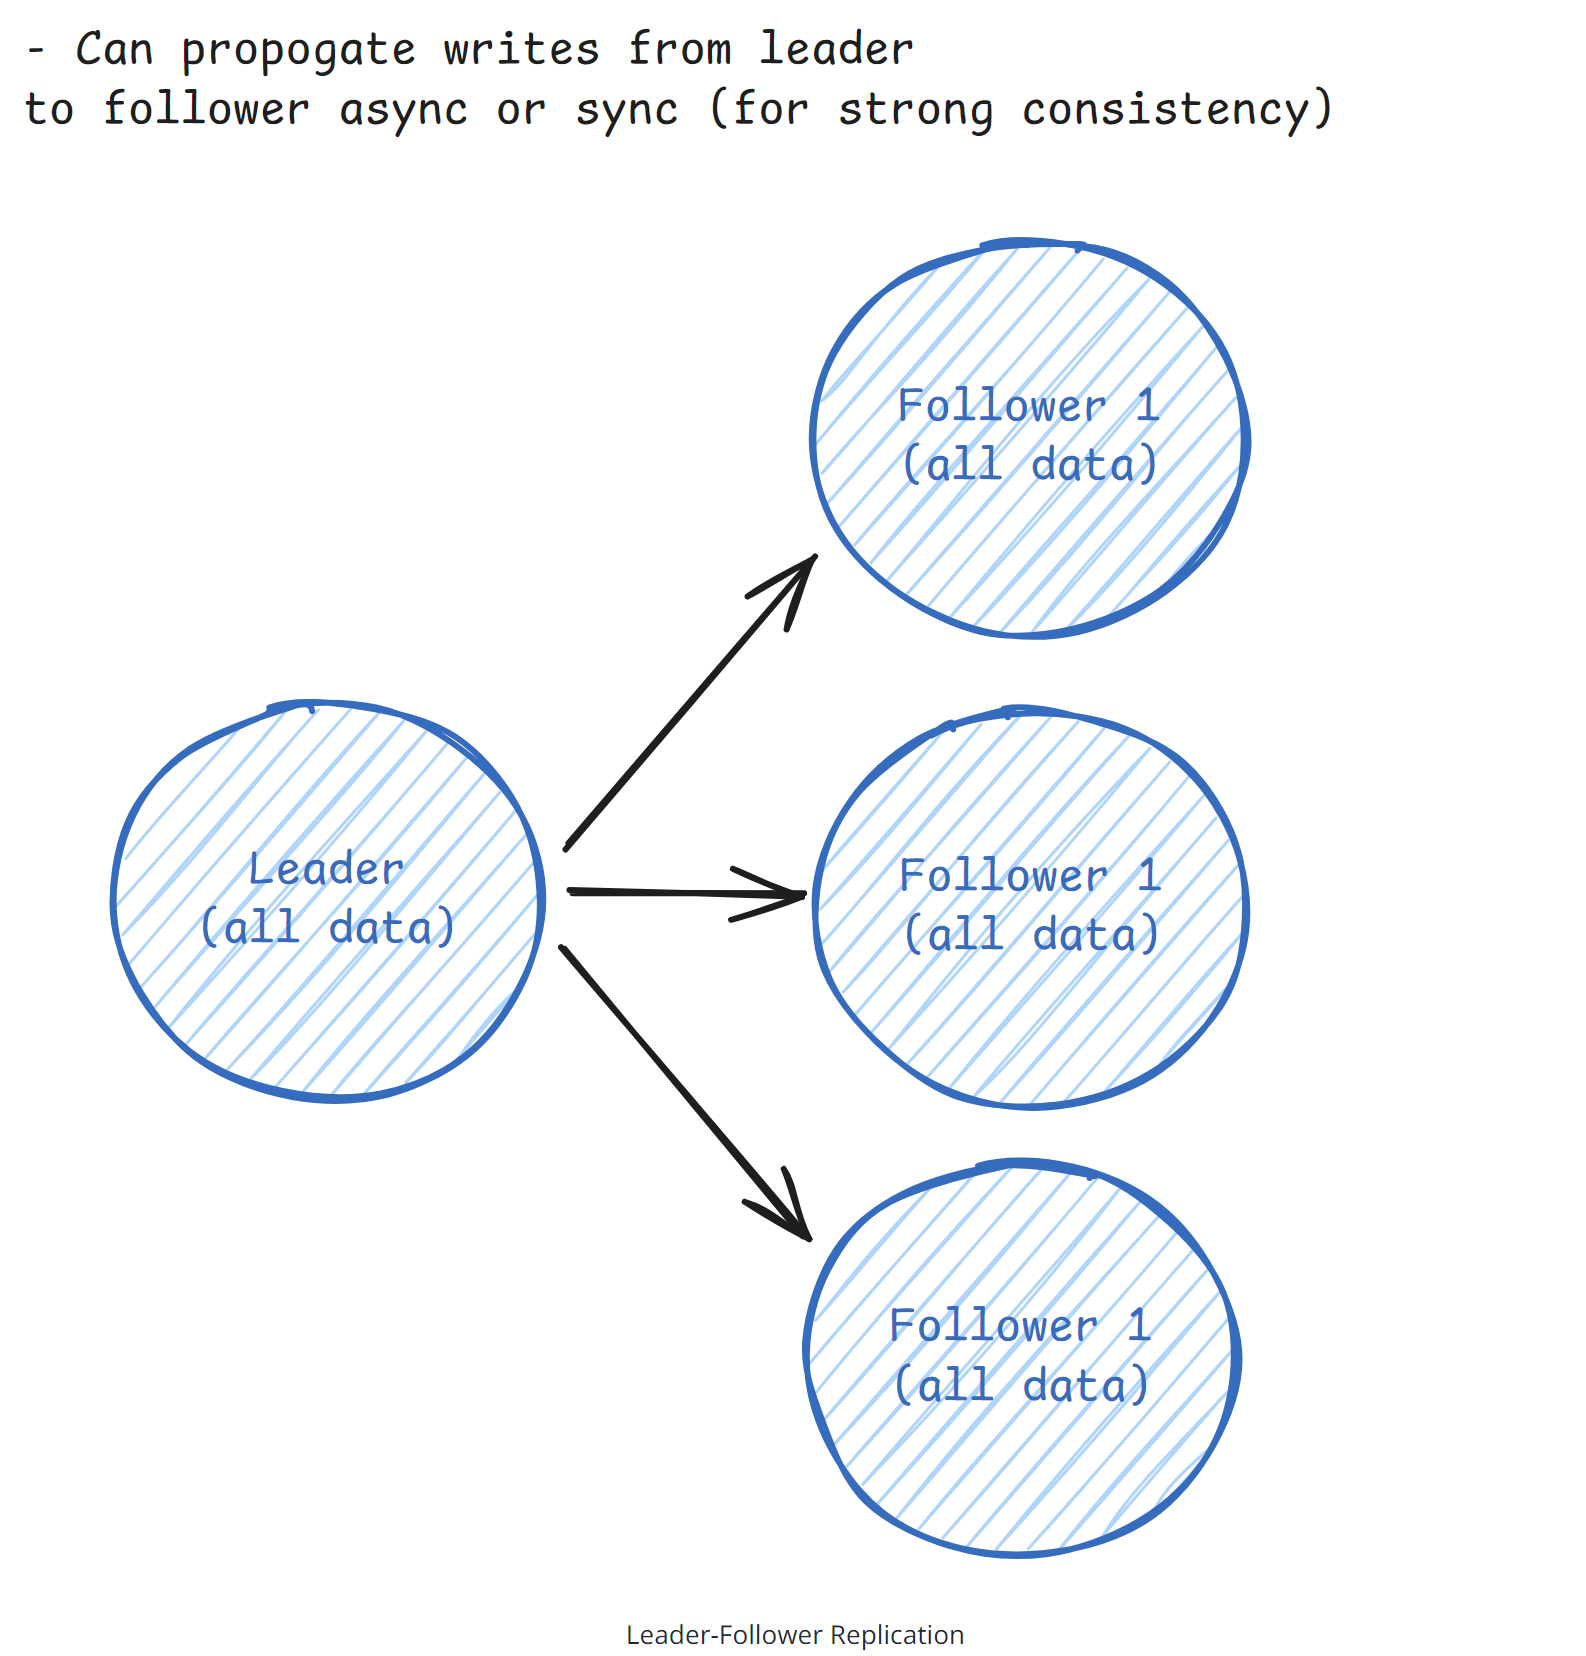 - Can propogate writes from leader
to follower async or sync (for strong consistency)
Follower 1
(all data)
Leader
(all data)
Follower 1
(all data)
Follower 1
(all data)
Leader-Follower Replication